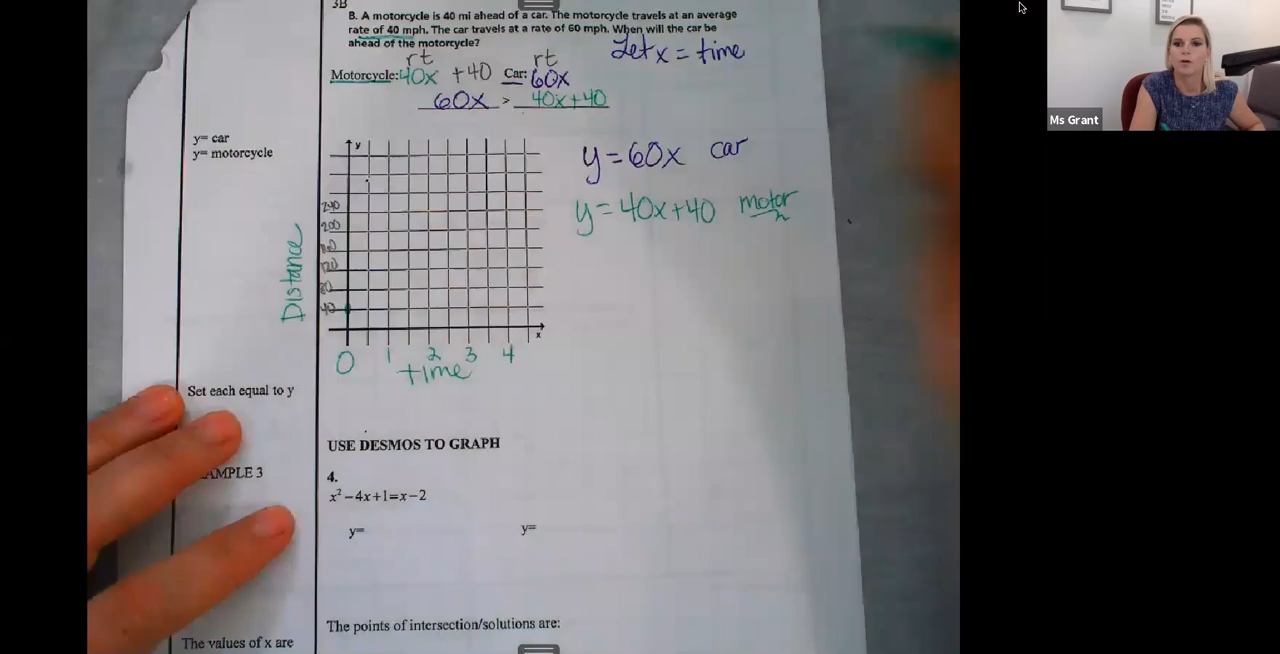 3B
B. A motorcycle is 40 mi ahead of a car. The motorcycle travels at an average
rate of 40 mph. The car travels at a rate of 60 mph. When will the car be
ahead of the motorcycle?
Let x = time
rt rt
Motorcycle: 40x +40 Car: 60x
60x > 40x+40
y= car
y= motorcycle
y
y=60x car
y=40x+40 motor
240
200
160
120
80
40
Distance
x
0 1 2 3 4
time
Set each equal to y
USE DESMOS TO GRAPH
AMPLE 3
4.
x² −4x+1=x−2
y= y=
The points of intersection/solutions are:
The values of x are
Ms Grant